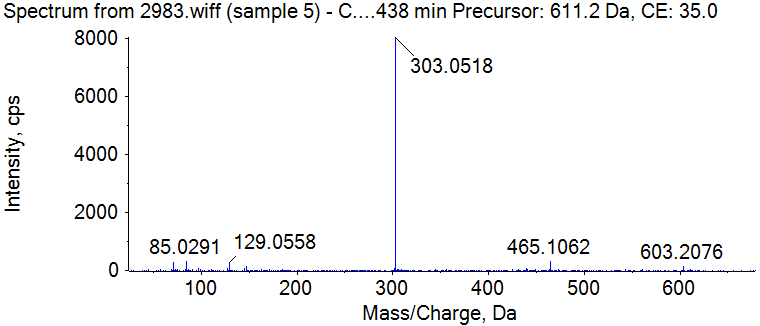 Spectrum from 2983.wiff (sample 5) - C....438 min Precursor: 611.2 Da, CE: 35.0
8000
303.0518
6000
Intensity, cps
4000
2000
85.0291 129.0558 465.1062 603.2076
0
100 200 300 400 500 600
Mass/Charge, Da